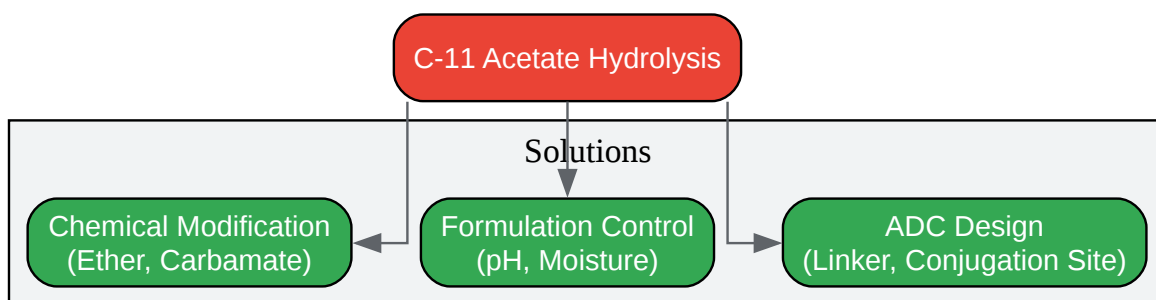 C-11 Acetate Hydrolysis
Solutions
Chemical Modification
(Ether, Carbamate)
Formulation Control
(pH, Moisture)
ADC Design
(Linker, Conjugation Site)